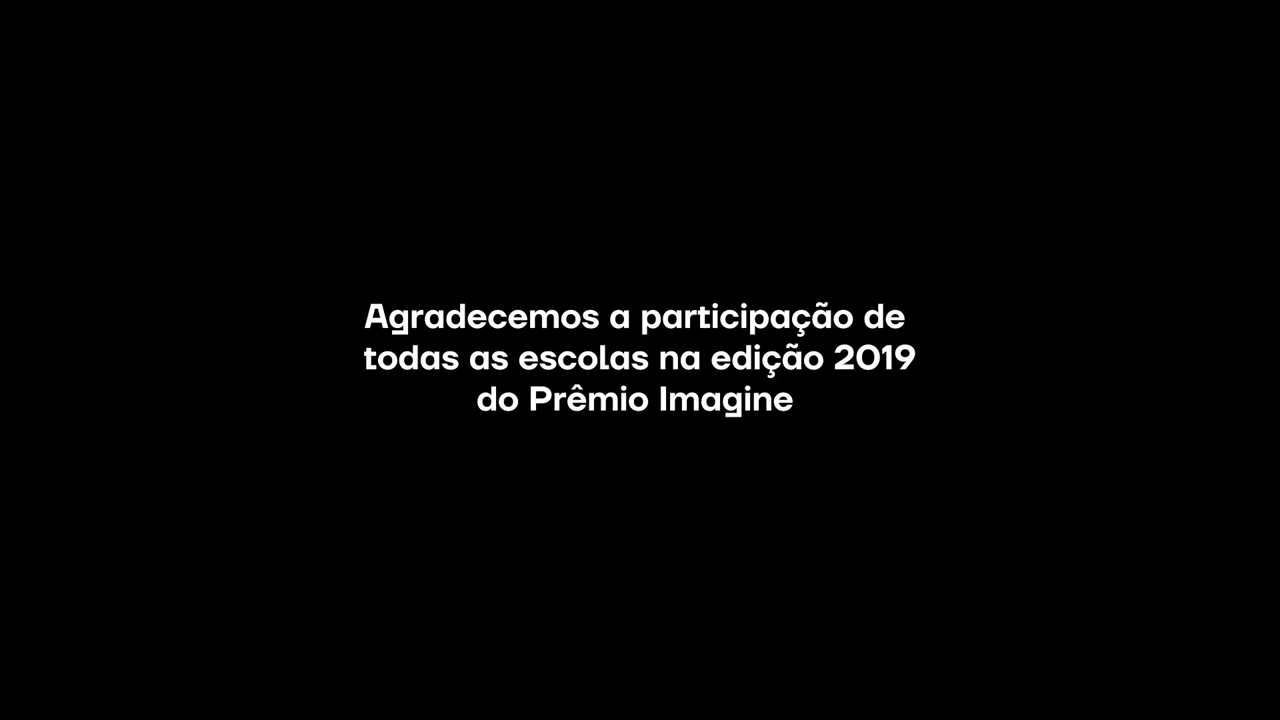 Agradecemos a participação de
todas as escolas na edição 2019
do Prêmio Imagine